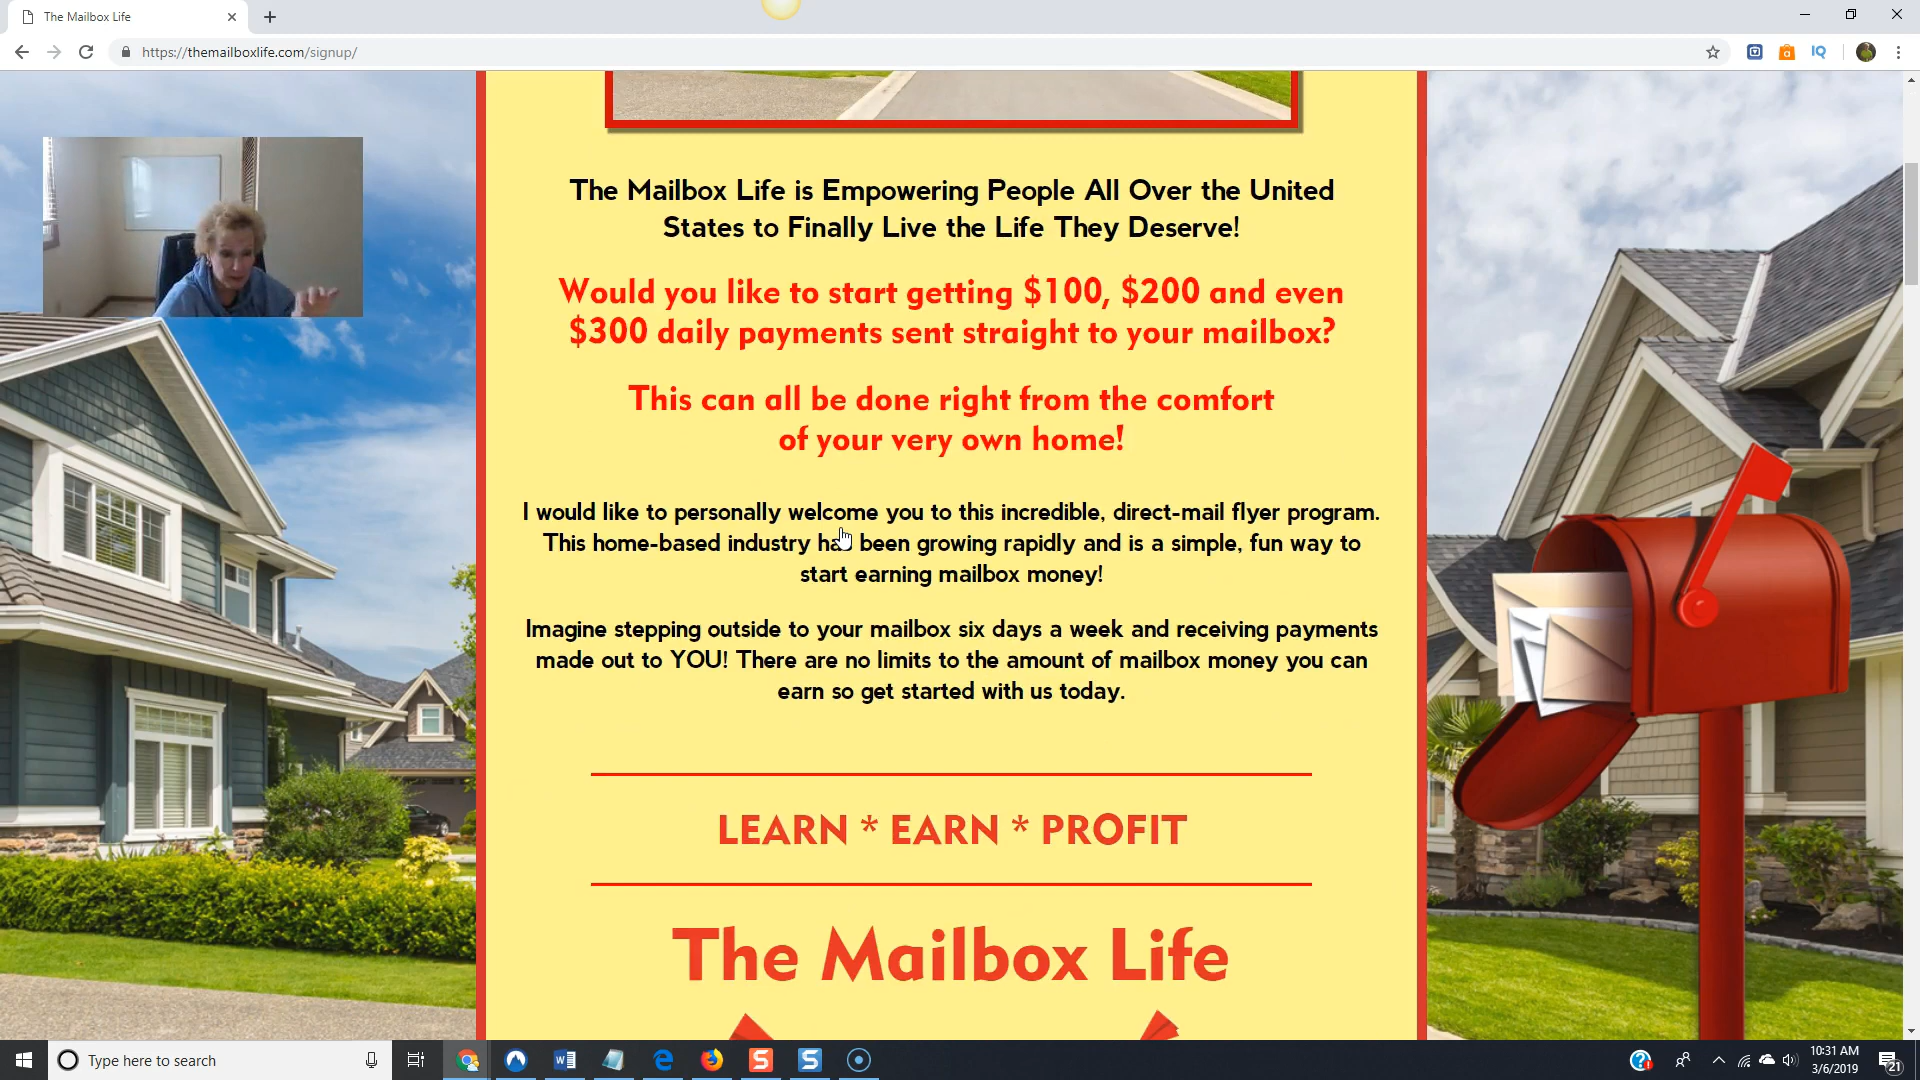 The Mailbox Life
https://themailboxlife.com/signup/
The Mailbox Life is Empowering People All Over the United
States to Finally Live the Life They Deserve!
Would you like to start getting $100, $200 and even
$300 daily payments sent straight to your mailbox?
This can all be done right from the comfort
of your very own home!
I would like to personally welcome you to this incredible, direct-mail flyer program.
This home-based industry has been growing rapidly and is a simple, fun way to
start earning mailbox money!
Imagine stepping outside to your mailbox six days a week and receiving payments
made out to YOU! There are no limits to the amount of mailbox money you can
earn so get started with us today.
LEARN * EARN * PROFIT
The Mailbox Life
Type here to search
10:31 AM
3/6/2019
21